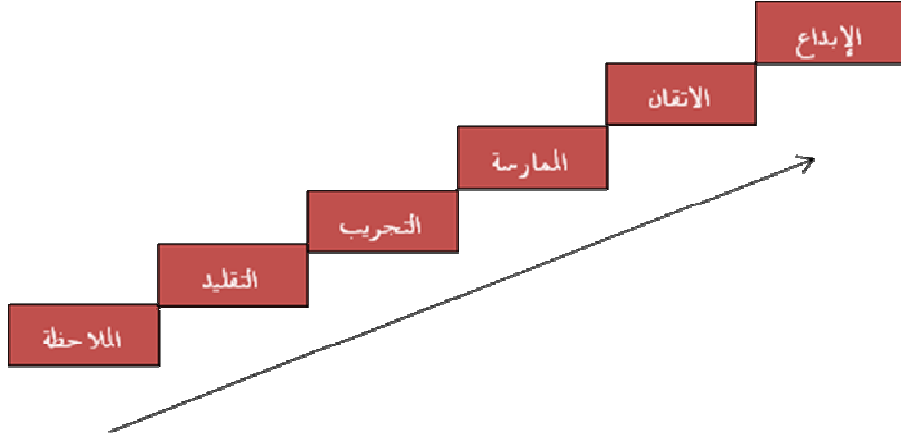 الإبداع
الاتقان
الممارسة
التجريب
التقليد
الملاحظة